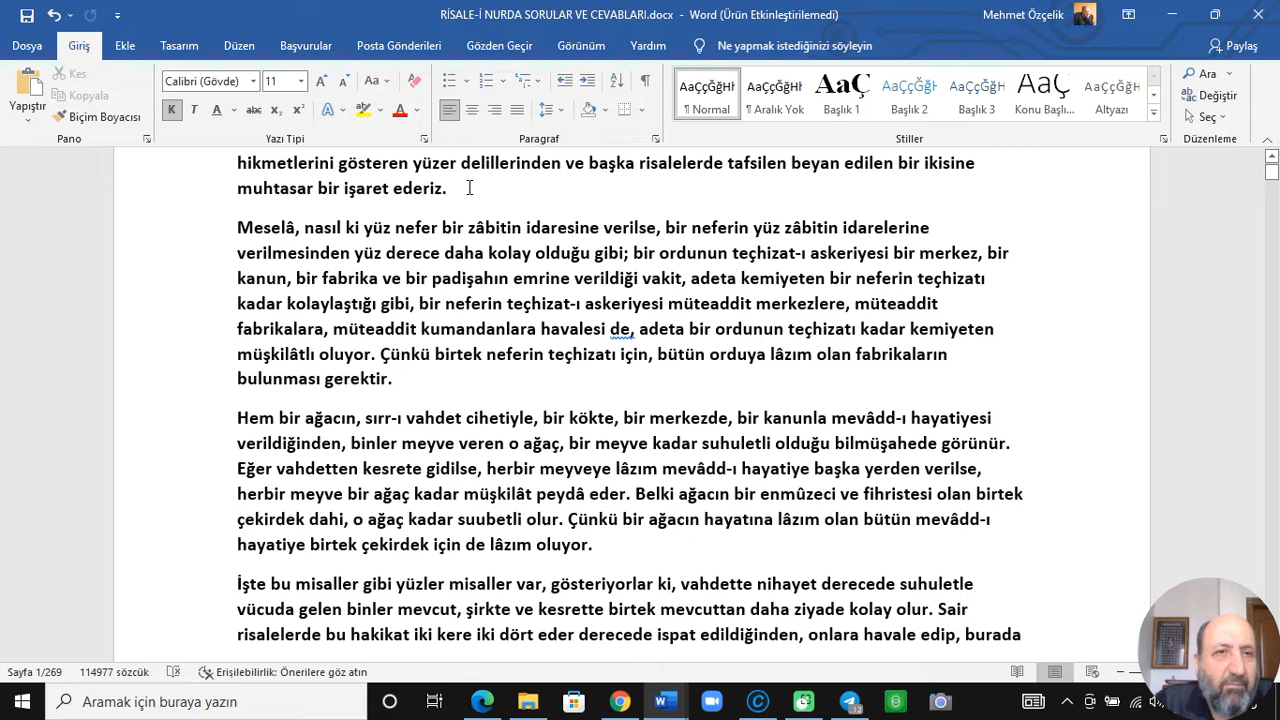 RİSALE-İ NURDA SORULAR VE CEVABLARI.docx - Word (Ürün Etkinleştirilemedi)
Mehmet Özçelik
Dosya Giriş Ekle Tasarım Düzen Başvurular Posta Gönderileri Gözden Geçir Görünüm Yardım Ne yapmak istediğinizi söyleyin Paylaş
Yapıştır
Kes
Kopyala
Biçim Boyacısı
Calibri (Gövde) 11
K T A abc x₂ x²
¶ Normal ¶ Aralık Yok Başlık 1 Başlık 2 Başlık 3 Konu Başlı... Altyazı
Ara
Değiştir
Seç
Pano Yazı Tipi Paragraf Stiller Düzenleme
hikmetlerini gösteren yüzer delillerinden ve başka risalelerde tafsilen beyan edilen bir ikisine
muhtasar bir işaret ederiz.
Meselâ, nasıl ki yüz nefer bir zâbitin idaresine verilse, bir neferin yüz zâbitin idarelerine
verilmesinden yüz derece daha kolay olduğu gibi; bir ordunun teçhizat-ı askeriyesi bir merkez, bir
kanun, bir fabrika ve bir padişahın emrine verildiği vakit, adeta kemiyeten bir neferin teçhizatı
kadar kolaylaştığı gibi, bir neferin teçhizat-ı askeriyesi müteaddit merkezlere, müteaddit
fabrikalara, müteaddit kumandanlara havalesi de, adeta bir ordunun teçhizatı kadar kemiyeten
müşkilâtlı oluyor. Çünkü birtek neferin teçhizatı için, bütün orduya lâzım olan fabrikaların
bulunması gerektir.
Hem bir ağacın, sırr-ı vahdet cihetiyle, bir kökte, bir merkezde, bir kanunla mevâdd-ı hayatiyesi
verildiğinden, binler meyve veren o ağaç, bir meyve kadar suhuletli olduğu bilmüşahede görünür.
Eğer vahdetten kesrete gidilse, herbir meyveye lâzım mevâdd-ı hayatiye başka yerden verilse,
herbir meyve bir ağaç kadar müşkilât peydâ eder. Belki ağacın bir enmûzeci ve fihristesi olan birtek
çekirdek dahi, o ağaç kadar suubetli olur. Çünkü bir ağacın hayatına lâzım olan bütün mevâdd-ı
hayatiye birtek çekirdek için de lâzım oluyor.
İşte bu misaller gibi yüzler misaller var, gösteriyorlar ki, vahdette nihayet derecede suhuletle
vücuda gelen binler mevcut, şirkte ve kesrette birtek mevcuttan daha ziyade kolay olur. Sair
risalelerde bu hakikat iki kere iki dört eder derecede ispat edildiğinden, onlara havale edip, burada
Sayfa 1/269 114977 sözcük Erişilebilirlik: Önerilere göz atın
Aramak için buraya yazın